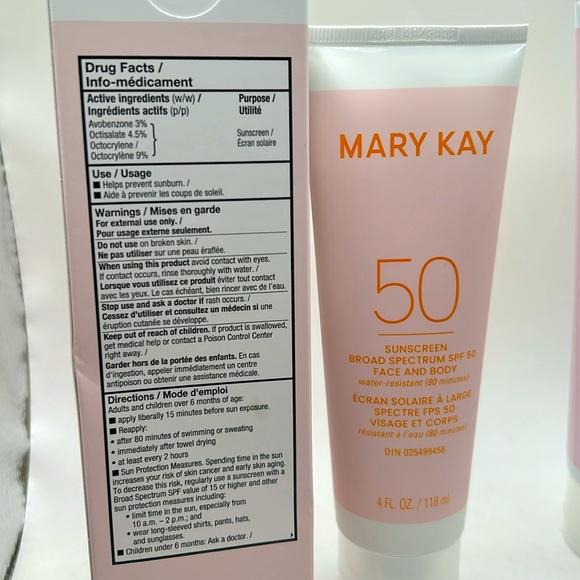 Drug Facts /
Info-médicament
Active ingredients (w/w) / Purpose /
Ingrédients actifs (p/p) Utilité
Avobenzone 3%
Octisalate 4.5% Sunscreen /
Octocrylene / Écran solaire
Octocrylène 9%
Use / Usage
■ Helps prevent sunburn. /
■ Aide à prévenir les coups de soleil.
Warnings / Mises en garde
For external use only. /
Pour usage externe seulement.
Do not use on broken skin. /
Ne pas utiliser sur une peau éraflée.
When using this product avoid contact with eyes.
If contact occurs, rinse thoroughly with water. /
Lorsque vous utilisez ce produit éviter tout contact
avec les yeux. Le cas échéant, bien rincer avec de l'eau.
Stop use and ask a doctor if rash occurs. /
Cessez d'utiliser et consultez un médecin si une
éruption cutanée se développe.
Keep out of reach of children. If product is swallowed,
get medical help or contact a Poison Control Center
right away. /
Garder hors de la portée des enfants. En cas
d'ingestion, appeler immédiatement un centre
antipoison ou obtenir une assistance médicale.
Directions / Mode d'emploi
Adults and children over 6 months of age:
■ apply liberally 15 minutes before sun exposure.
■ Reapply:
• after 80 minutes of swimming or sweating
• immediately after towel drying
• at least every 2 hours
■ Sun Protection Measures. Spending time in the sun
increases your risk of skin cancer and early skin aging.
To decrease this risk, regularly use a sunscreen with a
Broad Spectrum SPF value of 15 or higher and other
sun protection measures including:
• limit time in the sun, especially from
10 a.m. – 2 p.m.; and
• wear long-sleeved shirts, pants, hats,
and sunglasses.
■ Children under 6 months: Ask a doctor. /
MARY KAY
50
SUNSCREEN
BROAD SPECTRUM SPF 50
FACE AND BODY
water-resistant (80 minutes)
ÉCRAN SOLAIRE À LARGE
SPECTRE FPS 50
VISAGE ET CORPS
résistant à l'eau (80 minutes)
DIN 025499458
4 FL. OZ. / 118 ml